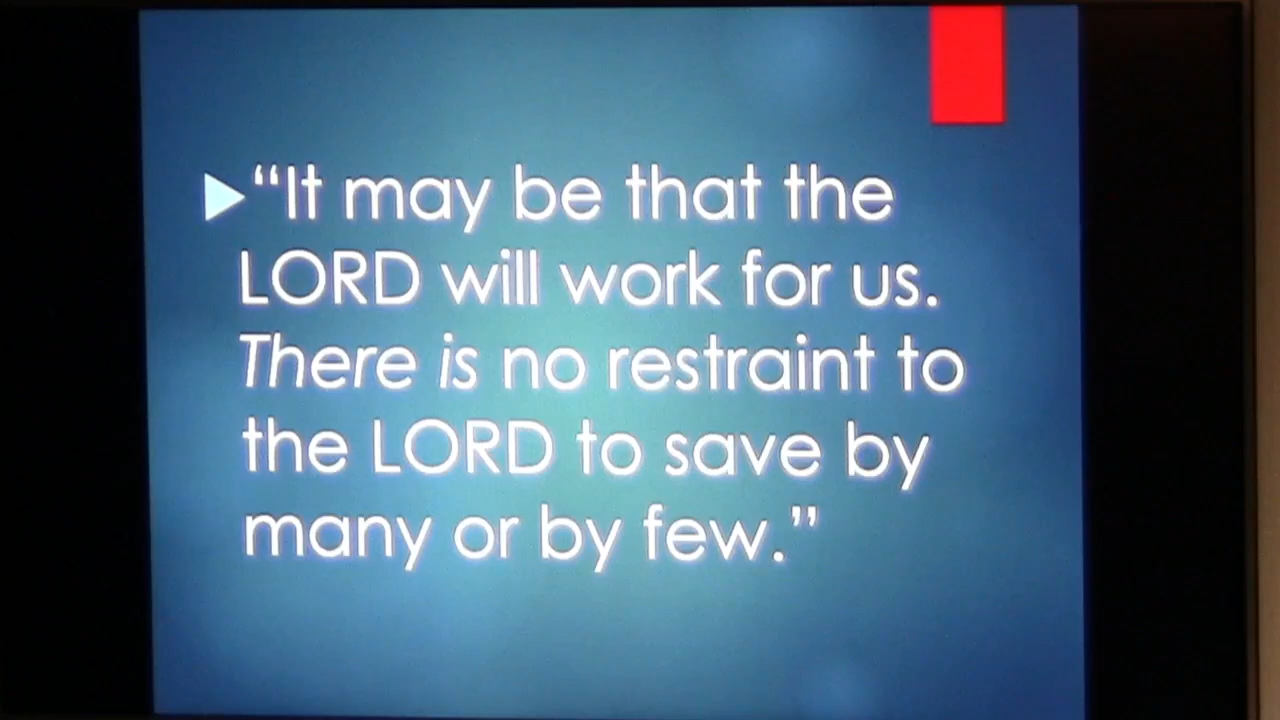 “It may be that the
LORD will work for us.
There is no restraint to
the LORD to save by
many or by few.”